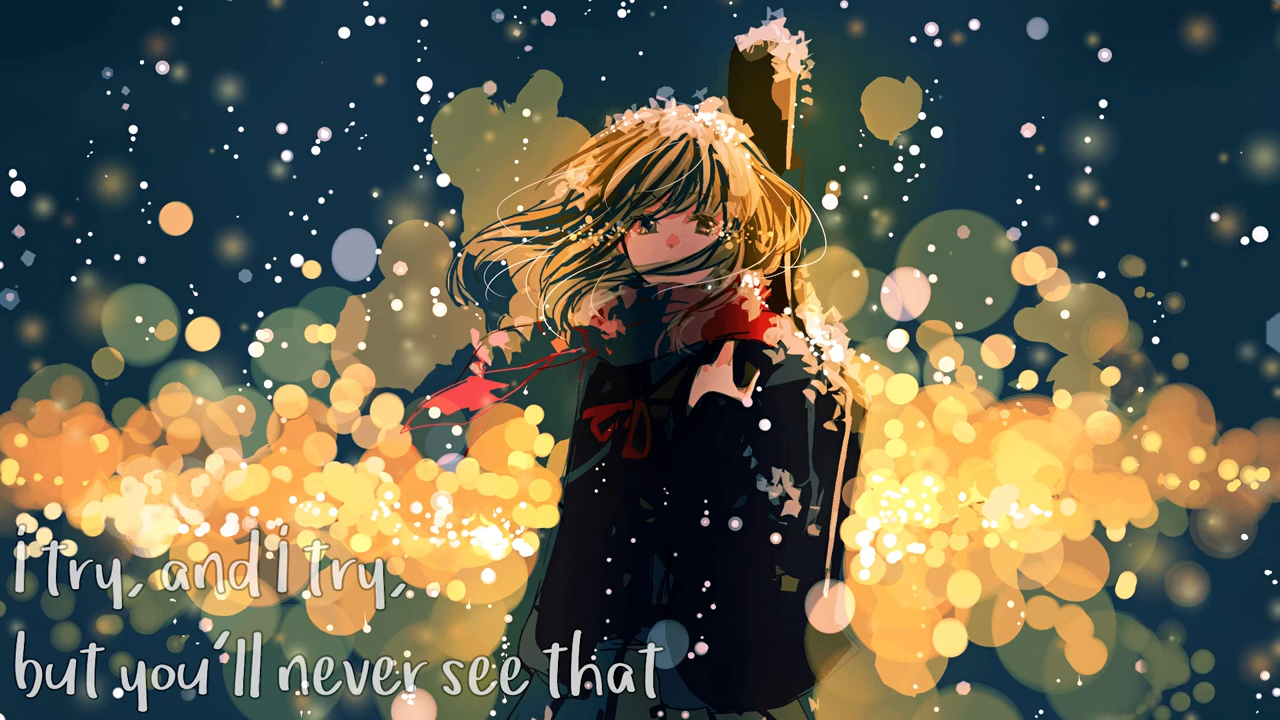 i try, and i try,
but you'll never see that